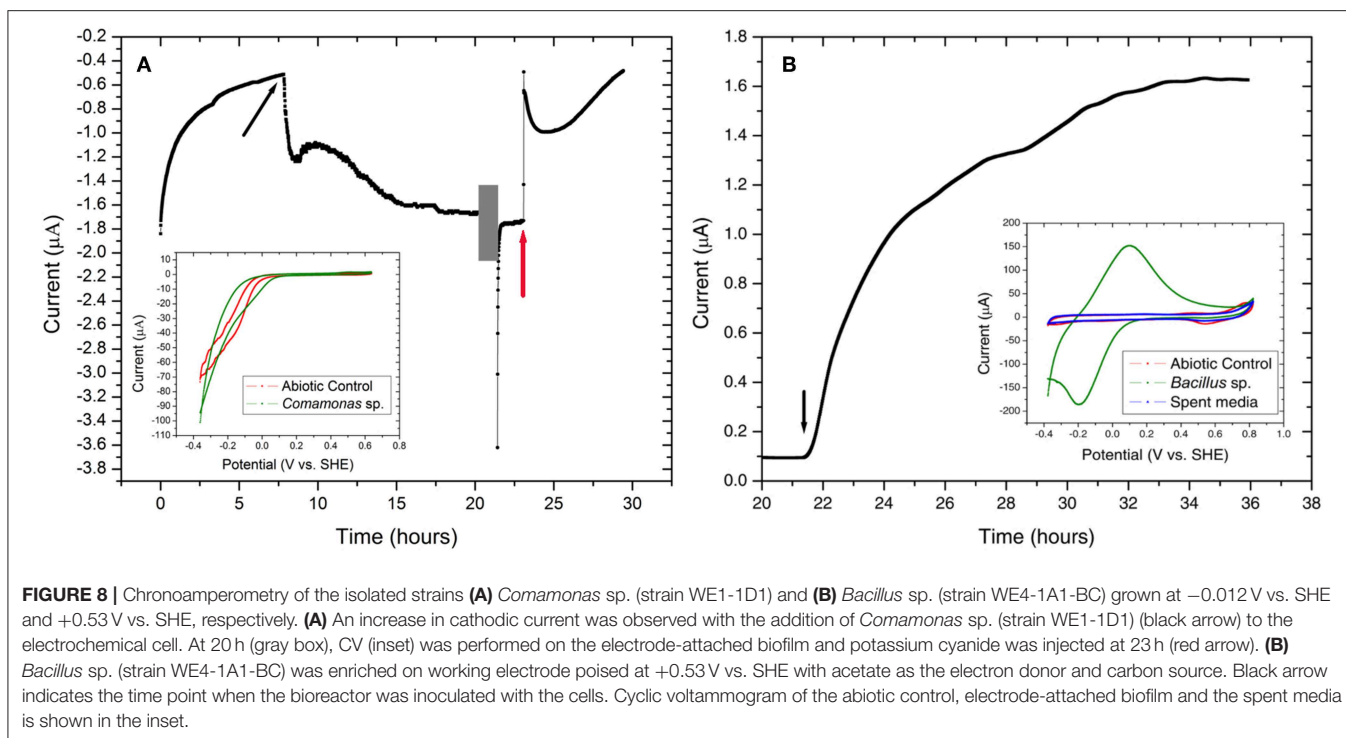 A
Current (µA)
-0.2
-0.4
-0.6
-0.8
-1.0
-1.2
-1.4
-1.6
-1.8
-2.0
-2.2
-2.4
-2.6
-2.8
-3.0
-3.2
-3.4
-3.6
-3.8
0 5 10 15 20 25 30
Time (hours)
Current (µA)
10
0
-10
-20
-30
-40
-50
-60
-70
-80
-90
-100
-110
Abiotic Control
Comamonas sp.
-0.4 -0.2 0.0 0.2 0.4 0.6 0.8
Potential (V vs. SHE)
B
Current (µA)
1.8
1.6
1.4
1.2
1.0
0.8
0.6
0.4
0.2
0.0
20 22 24 26 28 30 32 34 36 38
Time (hours)
Current (µA)
200
150
100
50
0
-50
-100
-150
-200
Abiotic Control
Bacillus sp.
Spent media
-0.4 -0.2 0.0 0.2 0.4 0.6 0.8 1.0
Potential (V vs. SHE)
FIGURE 8 | Chronoamperometry of the isolated strains (A) Comamonas sp. (strain WE1-1D1) and (B) Bacillus sp. (strain WE4-1A1-BC) grown at −0.012 V vs. SHE
and +0.53 V vs. SHE, respectively. (A) An increase in cathodic current was observed with the addition of Comamonas sp. (strain WE1-1D1) (black arrow) to the
electrochemical cell. At 20 h (gray box), CV (inset) was performed on the electrode-attached biofilm and potassium cyanide was injected at 23 h (red arrow). (B)
Bacillus sp. (strain WE4-1A1-BC) was enriched on working electrode poised at +0.53 V vs. SHE with acetate as the electron donor and carbon source. Black arrow
indicates the time point when the bioreactor was inoculated with the cells. Cyclic voltammogram of the abiotic control, electrode-attached biofilm and the spent media
is shown in the inset.